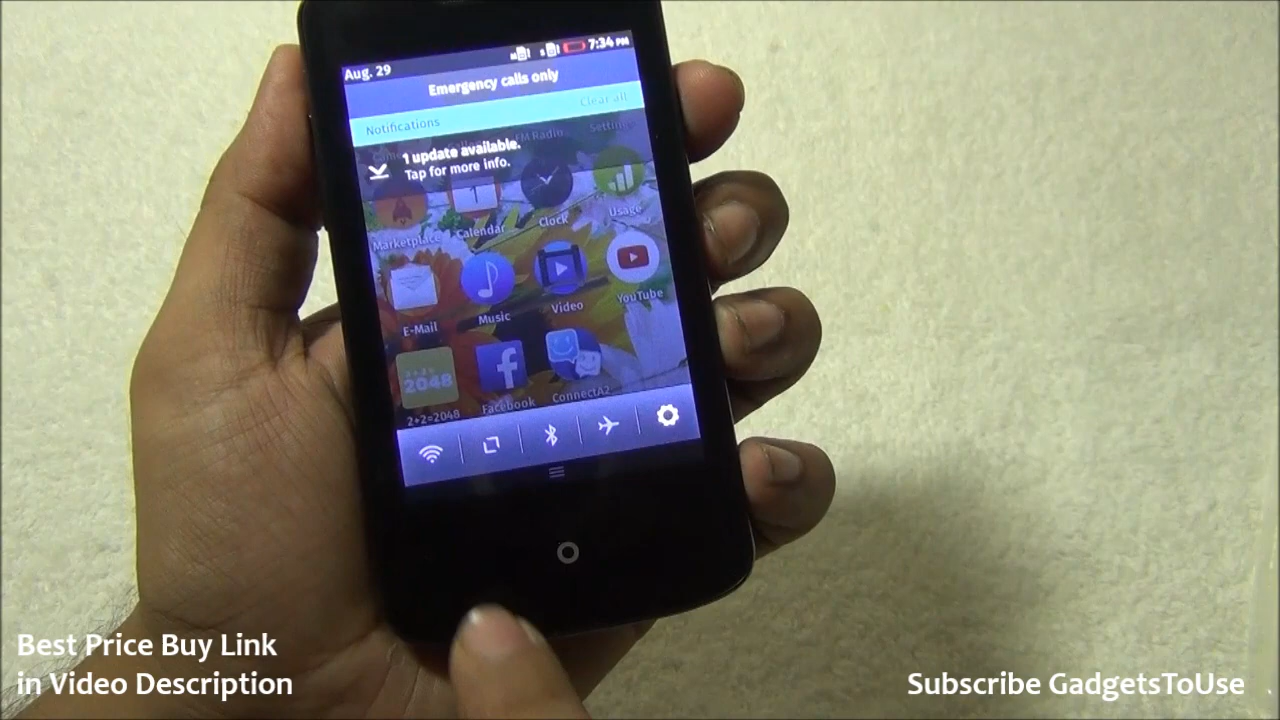 7:34 PM
Aug. 29
Emergency calls only
Clear all
Notifications
FM Radio
Settings
1 update available.
Tap for more info.
Marketplace
Calendar
Clock
Usage
E-Mail
Music
Video
YouTube
2+2=
2048
2+2=2048
Facebook
ConnectA2
Best Price Buy Link
in Video Description
Subscribe GadgetsToUse